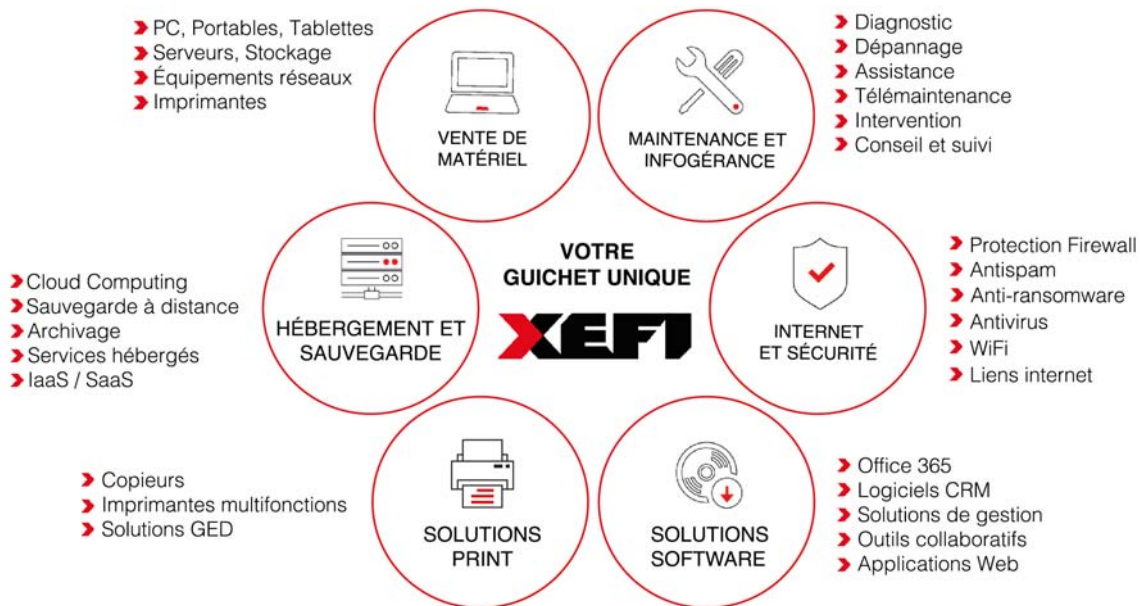 PC, Portables, Tablettes
Serveurs, Stockage
Équipements réseaux
Imprimantes
VENTE DE
MATÉRIEL
MAINTENANCE ET
INFOGÉRANCE
Diagnostic
Dépannage
Assistance
Télémaintenance
Intervention
Conseil et suivi
Cloud Computing
Sauvegarde à distance
Archivage
Services hébergés
IaaS / SaaS
HÉBERGEMENT ET
SAUVEGARDE
VOTRE
GUICHET UNIQUE
XEFI
INTERNET
ET SÉCURITÉ
Protection Firewall
Antispam
Anti-ransomware
Antivirus
WiFi
Liens internet
Copieurs
Imprimantes multifonctions
Solutions GED
SOLUTIONS
PRINT
SOLUTIONS
SOFTWARE
Office 365
Logiciels CRM
Solutions de gestion
Outils collaboratifs
Applications Web